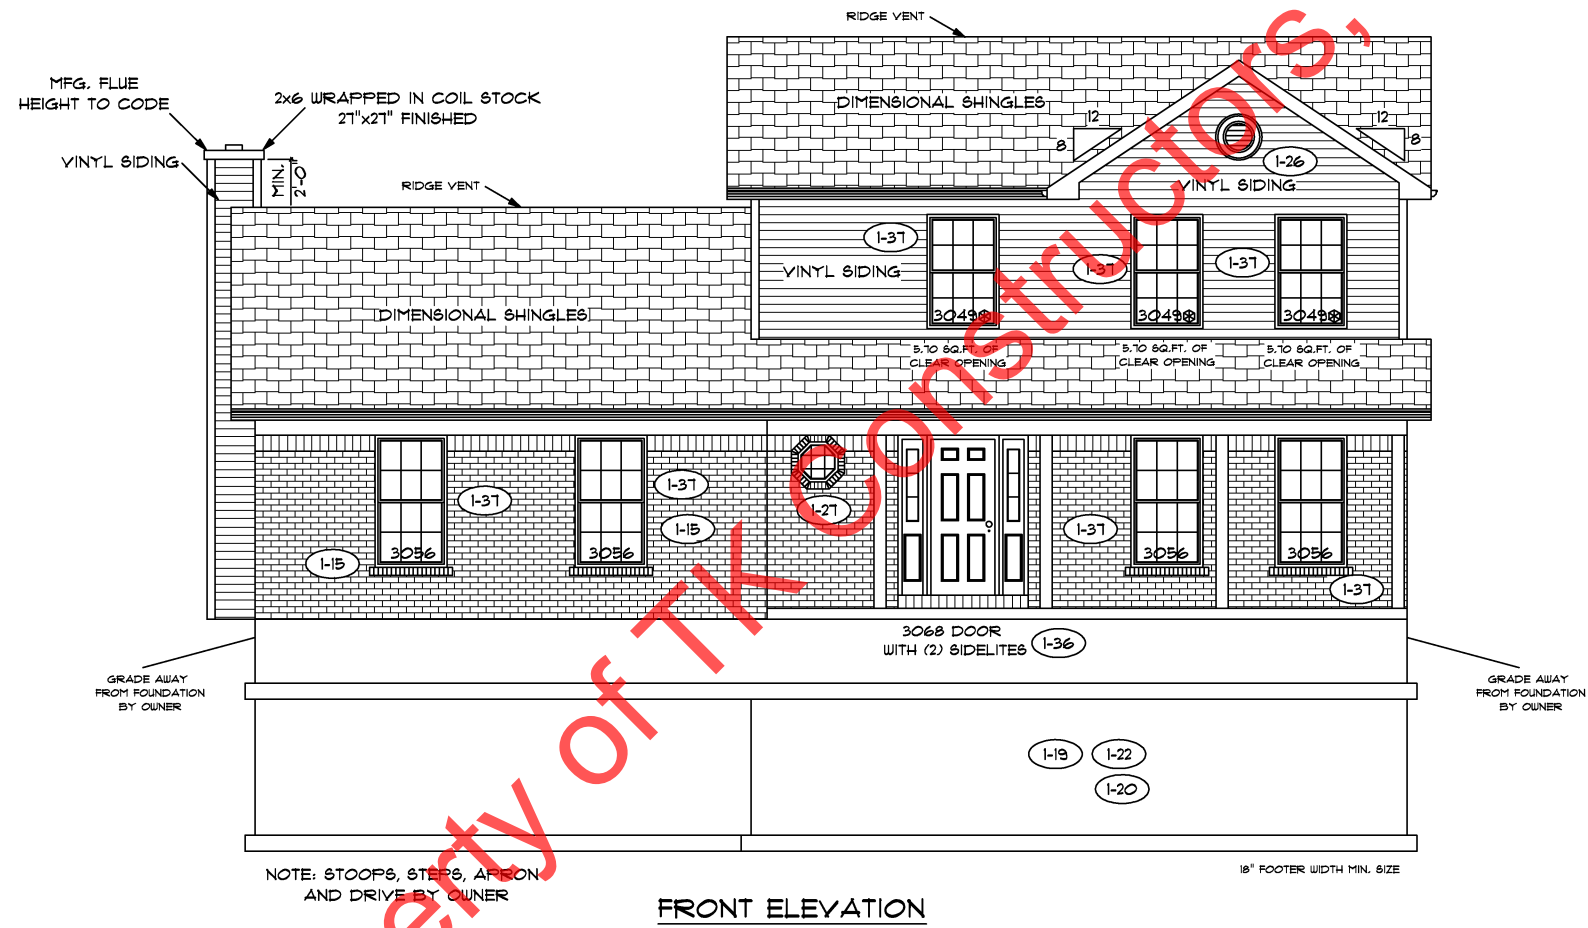 RIDGE VENT
MFG. FLUE
HEIGHT TO CODE
2x6 WRAPPED IN COIL STOCK
27"x27" FINISHED
VINYL SIDING
MIN.
2'-0"
RIDGE VENT
DIMENSIONAL SHINGLES
12
8
12
8
1-26
VINYL SIDING
1-37
VINYL SIDING
1-37
1-37
3049
3049
3049
DIMENSIONAL SHINGLES
5.70 SQ.FT. OF
CLEAR OPENING
5.70 SQ.FT. OF
CLEAR OPENING
5.70 SQ.FT. OF
CLEAR OPENING
1-37
1-37
1-15
1-15
3056
3056
1-27
1-37
3056
3056
1-37
3068 DOOR
WITH (2) SIDELITES
1-36
GRADE AWAY
FROM FOUNDATION
BY OWNER
GRADE AWAY
FROM FOUNDATION
BY OWNER
1-19
1-22
1-20
NOTE: STOOPS, STEPS, APRON
AND DRIVE BY OWNER
18" FOOTER WIDTH MIN. SIZE
FRONT ELEVATION
erty of TK Constructors,